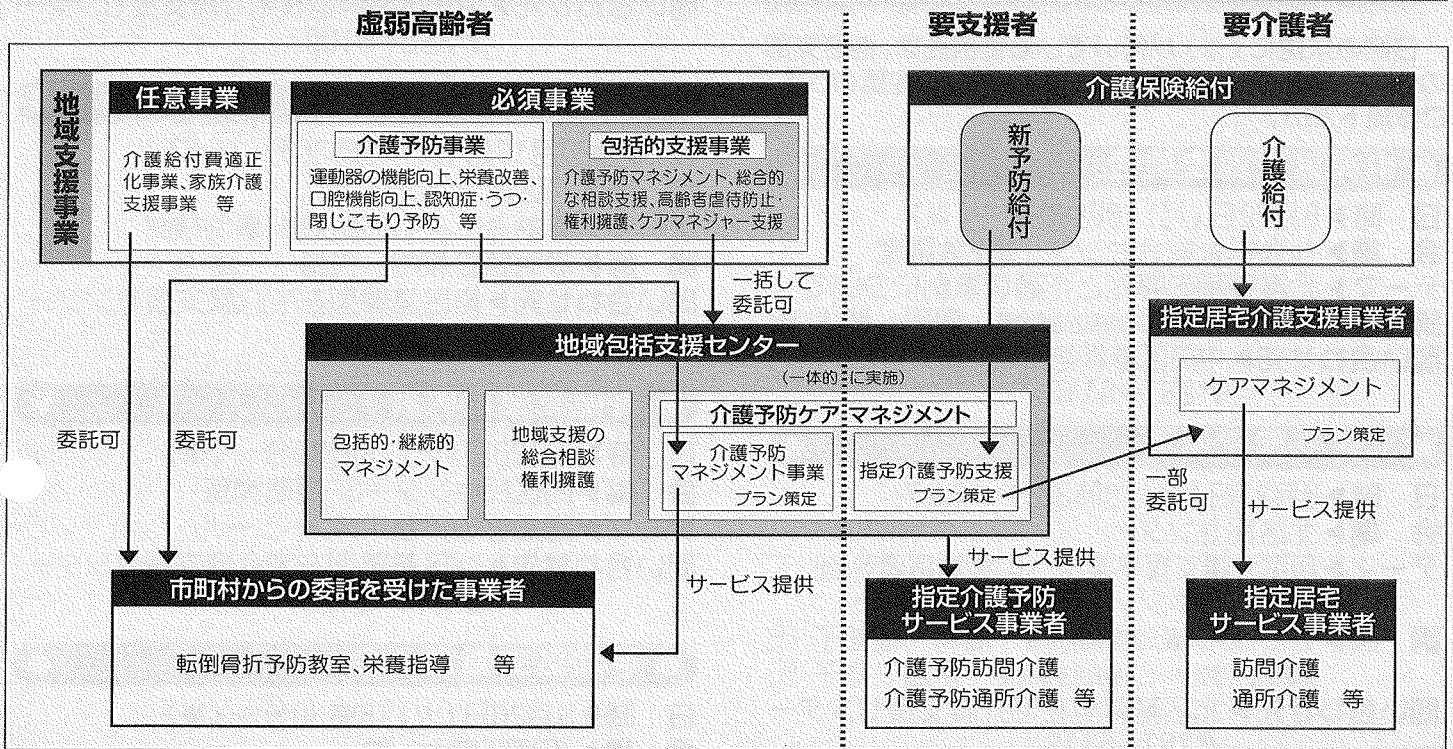 虚弱高齢者
要支援者
要介護者
地域支援事業
任意事業
介護給付費適正
化事業、家族介護
支援事業 等
必須事業
介護予防事業
運動器の機能向上、栄養改善、
口腔機能向上、認知症・うつ・
閉じこもり予防 等
包括的支援事業
介護予防マネジメント、総合的
な相談支援、高齢者虐待防止・
権利擁護、ケアマネジャー支援
介護保険給付
新予防給付
介護給付
一括して
委託可
指定居宅介護支援事業者
ケアマネジメント
プラン策定
地域包括支援センター
(一体的に実施)
包括的・継続的
マネジメント
地域支援の
総合相談
権利擁護
介護予防ケアマネジメント
介護予防
マネジメント事業
プラン策定
指定介護予防支援
プラン策定
委託可
委託可
一部
委託可
サービス提供
サービス提供
サービス提供
市町村からの委託を受けた事業者
転倒骨折予防教室、栄養指導 等
指定介護予防
サービス事業者
介護予防訪問介護
介護予防通所介護 等
指定居宅
サービス事業者
訪問介護
通所介護 等